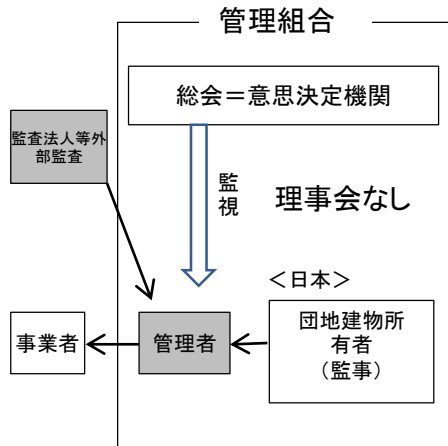 管理組合
総会＝意思決定機関
監査法人等外
部監査
監
視
理事会なし
＜日本＞
事業者
管理者
団地建物所
有者
（監事）